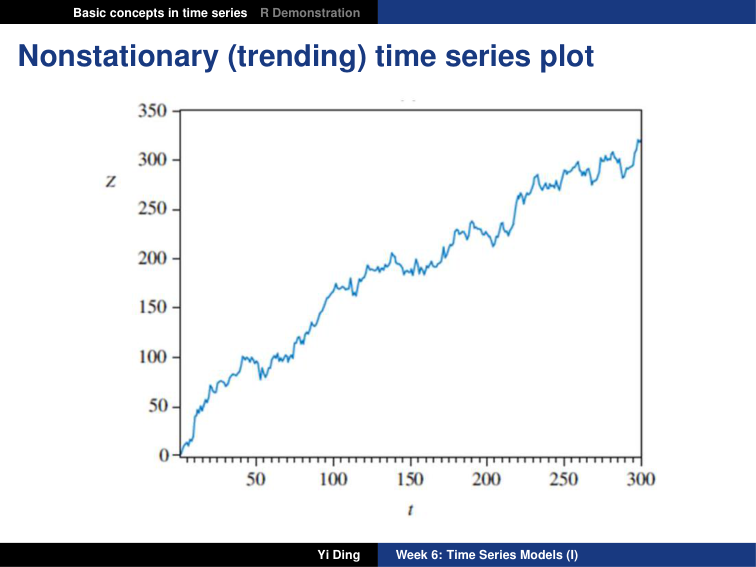 Basic concepts in time series R Demonstration
Nonstationary (trending) time series plot
350
300
Z
250
200
150
100
50
0
50 100 150 200 250 300
t
Yi Ding Week 6: Time Series Models (I)